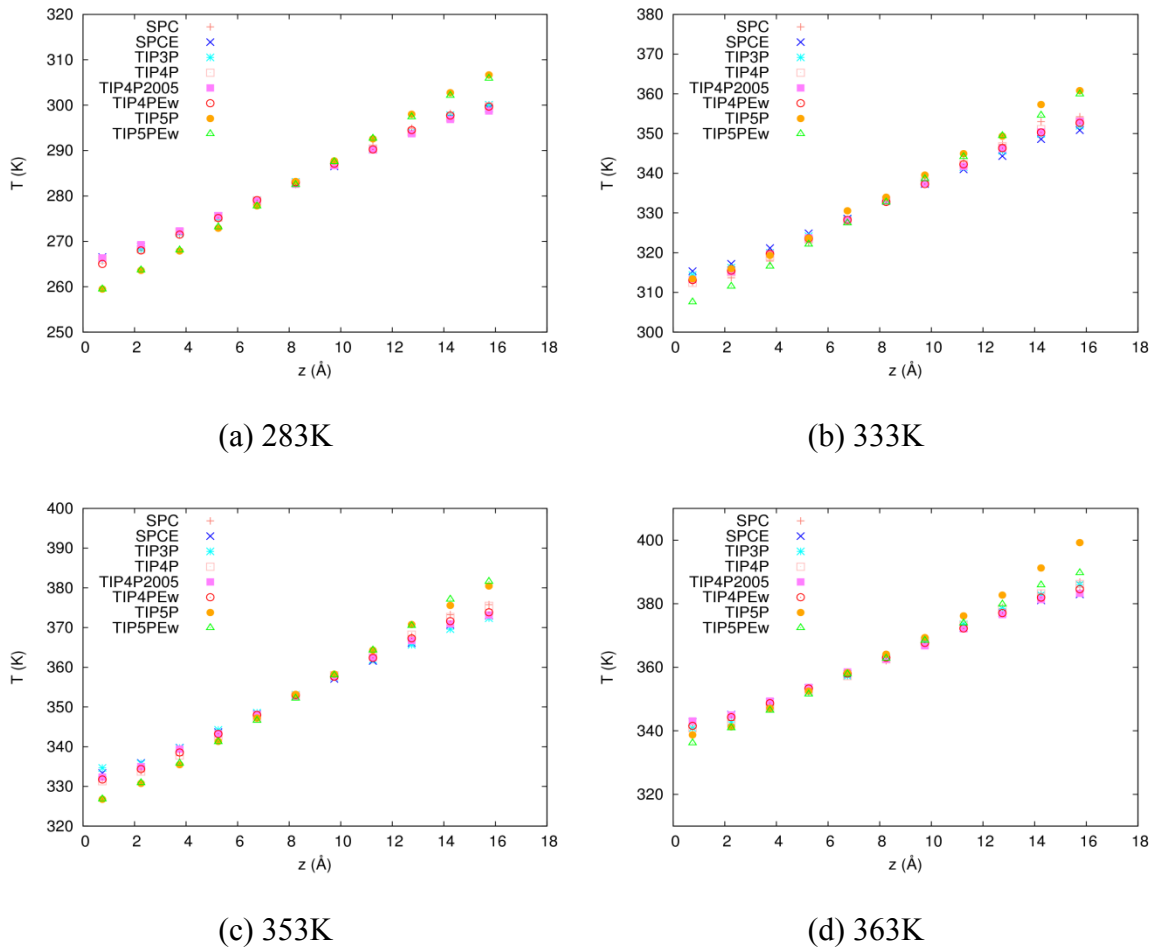 320
310
300
290
280
270
260
250
T (K)
SPC
SPCE
TIP3P
TIP4P
TIP4P2005
TIP4PEw
TIP5P
TIP5PEw
0 2 4 6 8 10 12 14 16 18
z (Å)
(a) 283K
380
370
360
350
340
330
320
310
300
T (K)
SPC
SPCE
TIP3P
TIP4P
TIP4P2005
TIP4PEw
TIP5P
TIP5PEw
0 2 4 6 8 10 12 14 16 18
z (Å)
(b) 333K
400
390
380
370
360
350
340
330
320
T (K)
SPC
SPCE
TIP3P
TIP4P
TIP4P2005
TIP4PEw
TIP5P
TIP5PEw
0 2 4 6 8 10 12 14 16 18
z (Å)
(c) 353K
400
380
360
340
320
T (K)
SPC
SPCE
TIP3P
TIP4P
TIP4P2005
TIP4PEw
TIP5P
TIP5PEw
0 2 4 6 8 10 12 14 16 18
z (Å)
(d) 363K